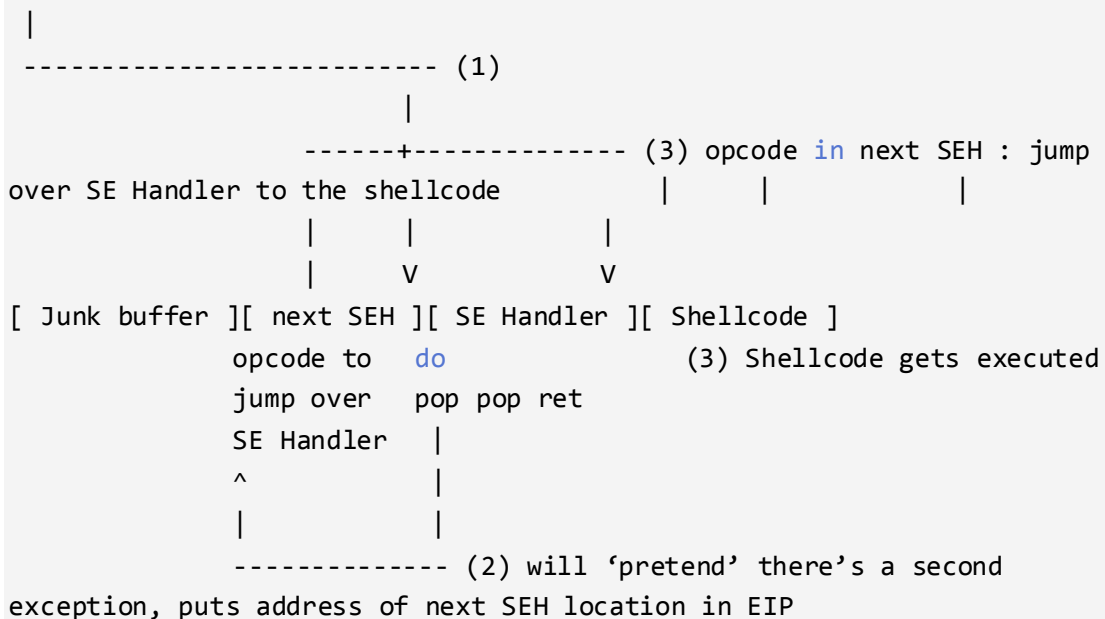 |
--------------------------- (1)
|
------+-------------- (3) opcode in next SEH : jump
over SE Handler to the shellcode | | |
| | |
| V V
[ Junk buffer ][ next SEH ][ SE Handler ][ Shellcode ]
opcode to do (3) Shellcode gets executed
jump over pop pop ret
SE Handler |
^ |
| |
-------------- (2) will ‘pretend’ there’s a second
exception, puts address of next SEH location in EIP